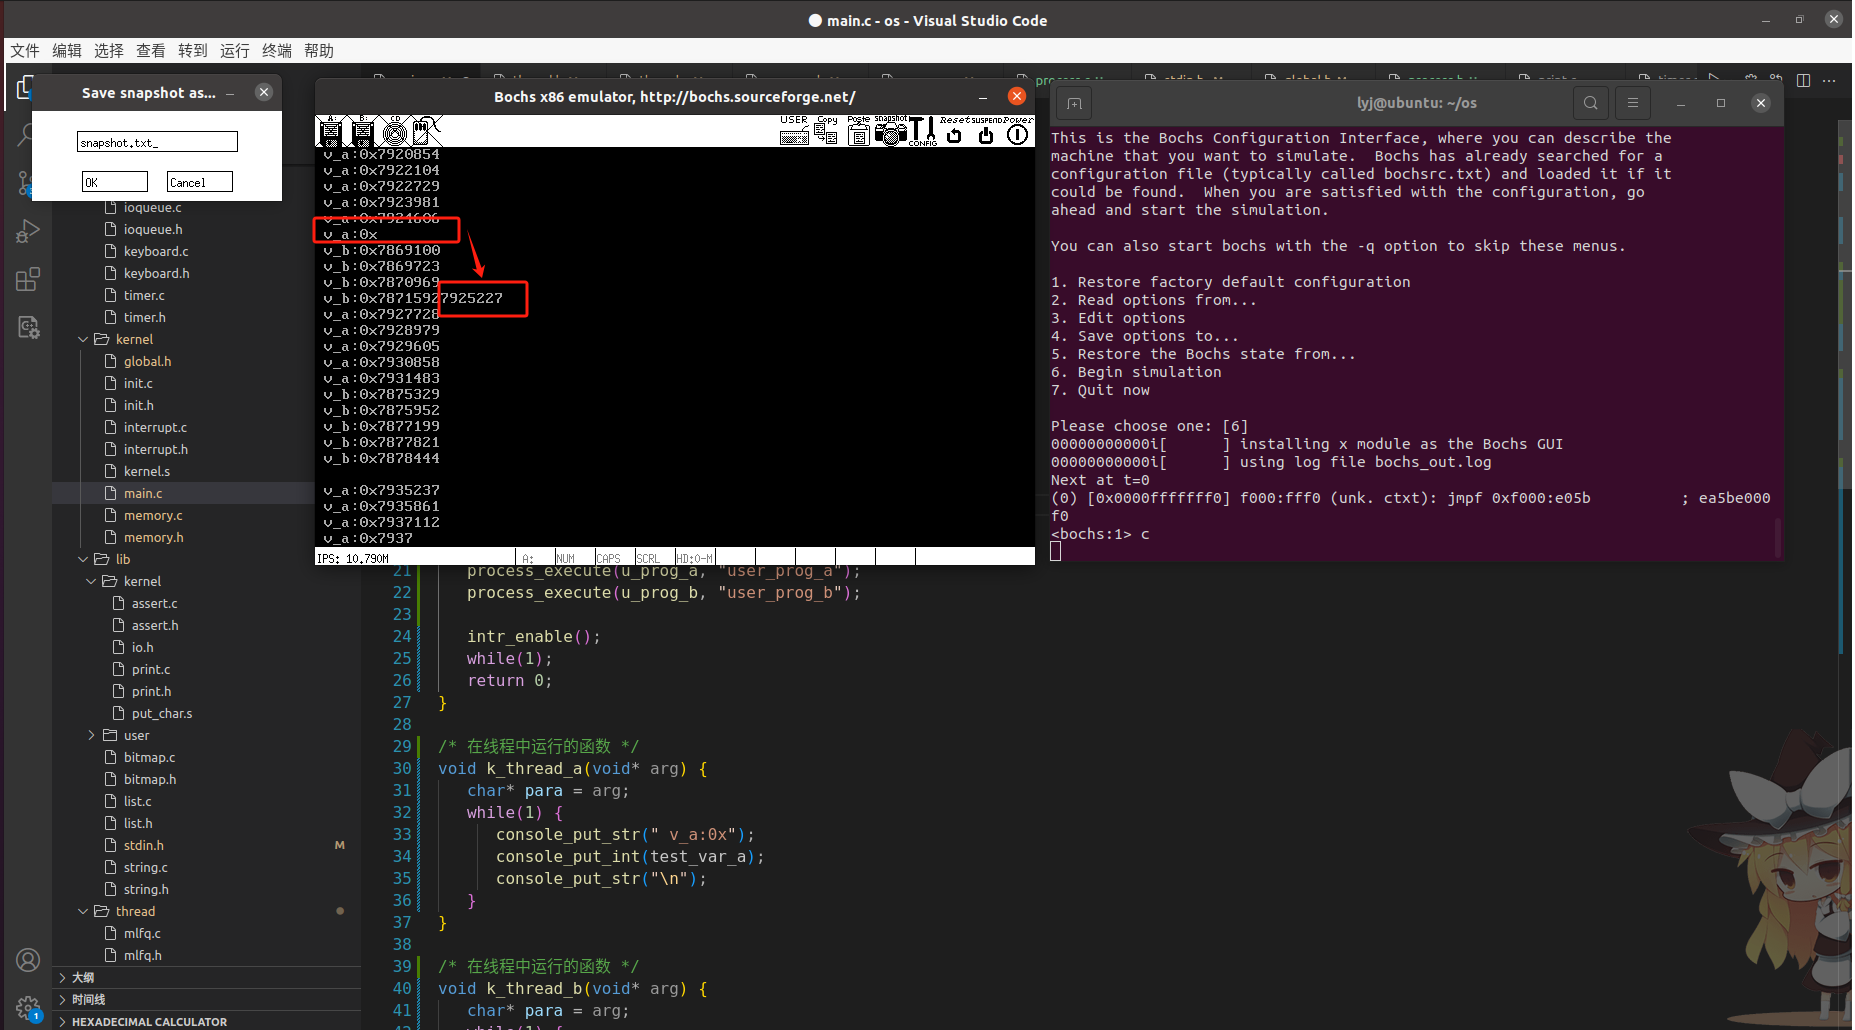 main.c - os - Visual Studio Code
文件 编辑 选择 查看 转到 运行 终端 帮助
Save snapshot as...
snapshot.txt_
OK
Cancel
ioqueue.c
ioqueue.h
keyboard.c
keyboard.h
timer.c
timer.h
kernel
global.h
init.c
init.h
interrupt.c
interrupt.h
kernel.s
main.c
memory.c
memory.h
lib
kernel
assert.c
assert.h
io.h
print.c
print.h
put_char.s
user
bitmap.c
bitmap.h
list.c
list.h
stdin.h M
string.c
string.h
thread
mlfq.c
mlfq.h
大纲
时间线
HEXADECIMAL CALCULATOR
1
Bochs x86 emulator, http://bochs.sourceforge.net/
A: B: CD
USER Copy Paste snapshot CONFIG Reset SUSPEND Power
v_a:0x7920854
v_a:0x7922104
v_a:0x7922729
v_a:0x7923981
v_a:0x7924606
v_a:0x
v_b:0x7869100
v_b:0x7869723
v_b:0x7870969
v_b:0x78715927925227
v_a:0x7927728
v_a:0x7928979
v_a:0x7929605
v_a:0x7930858
v_a:0x7931483
v_b:0x7875329
v_b:0x7875952
v_b:0x7877199
v_b:0x7877821
v_b:0x7878444
v_a:0x7935237
v_a:0x7935861
v_a:0x7937112
v_a:0x7937
IPS: 10.790M A: NUM CAPS SCRL HD:0-M
lyj@ubuntu: ~/os
This is the Bochs Configuration Interface, where you can describe the
machine that you want to simulate.  Bochs has already searched for a
configuration file (typically called bochsrc.txt) and loaded it if it
could be found.  When you are satisfied with the configuration, go
ahead and start the simulation.
You can also start bochs with the -q option to skip these menus.
1. Restore factory default configuration
2. Read options from...
3. Edit options
4. Save options to...
5. Restore the Bochs state from...
6. Begin simulation
7. Quit now
Please choose one: [6]
00000000000i[      ] installing x module as the Bochs GUI
00000000000i[      ] using log file bochs_out.log
Next at t=0
(0) [0x0000fffffff0] f000:fff0 (unk. ctxt): jmpf 0xf000:e05b          ; ea5be000
f0
<bochs:1> c
21 process_execute(u_prog_a, "user_prog_a");
22 process_execute(u_prog_b, "user_prog_b");
23
24 intr_enable();
25 while(1);
26 return 0;
27 }
28
29 /* 在线程中运行的函数 */
30 void k_thread_a(void* arg) {
31 char* para = arg;
32 while(1) {
33 console_put_str(" v_a:0x");
34 console_put_int(test_var_a);
35 console_put_str("\n");
36 }
37 }
38
39 /* 在线程中运行的函数 */
40 void k_thread_b(void* arg) {
41 char* para = arg;